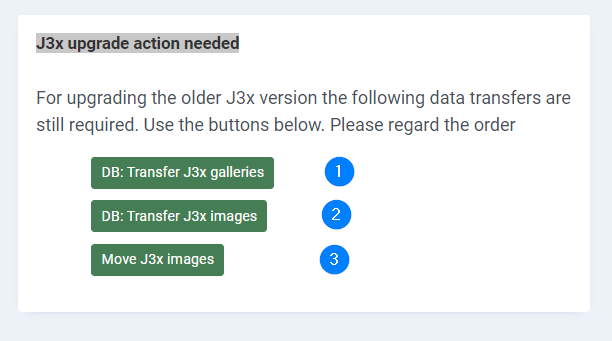 J3x upgrade action needed
For upgrading the older J3x version the following data transfers are
still required. Use the buttons below. Please regard the order
DB: Transfer J3x galleries 1
DB: Transfer J3x images 2
Move J3x images 3